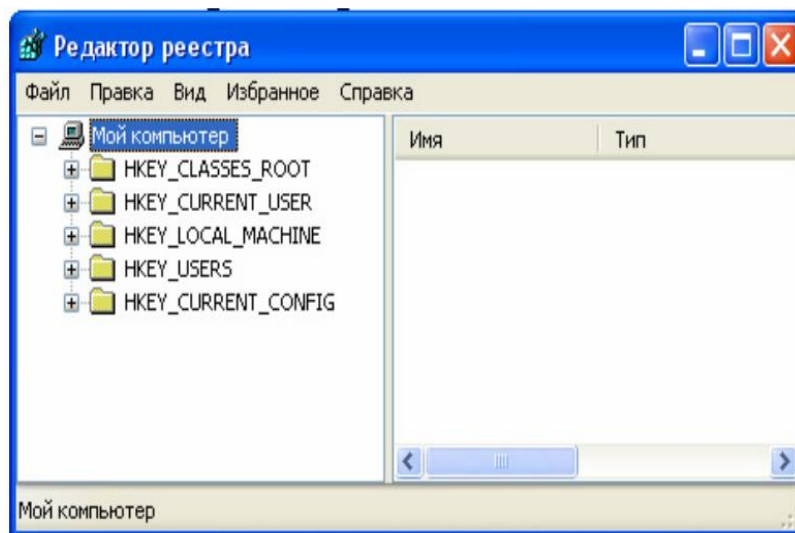 Редактор реестра
Файл Правка Вид Избранное Справка
Мой компьютер
HKEY_CLASSES_ROOT
HKEY_CURRENT_USER
HKEY_LOCAL_MACHINE
HKEY_USERS
HKEY_CURRENT_CONFIG
Имя Тип
Мой компьютер